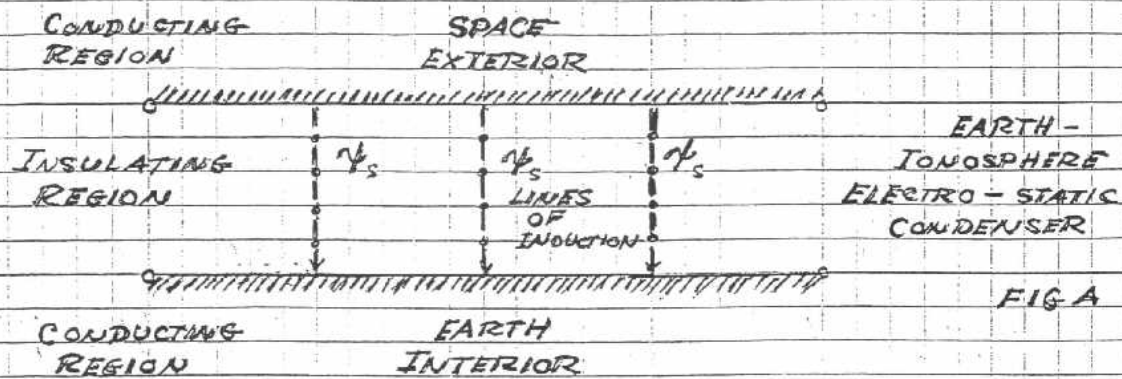 CONDUCTING
REGION
SPACE
EXTERIOR
INSULATING
REGION
ψs
ψs
LINES
OF
INDUCTION
ψs
EARTH-
IONOSPHERE
ELECTRO-STATIC
CONDENSER
FIG A
CONDUCTING
REGION
EARTH
INTERIOR